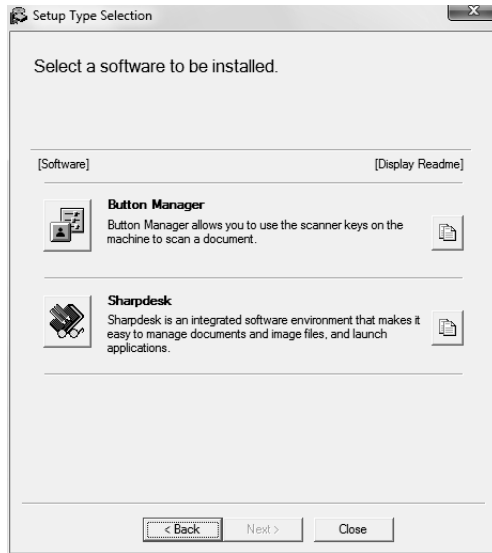 Setup Type Selection
Select a software to be installed.
[Software] [Display Readme]
Button Manager
Button Manager allows you to use the scanner keys on the
machine to scan a document.
Sharpdesk
Sharpdesk is an integrated software environment that makes it
easy to manage documents and image files, and launch
applications.
< Back Next > Close